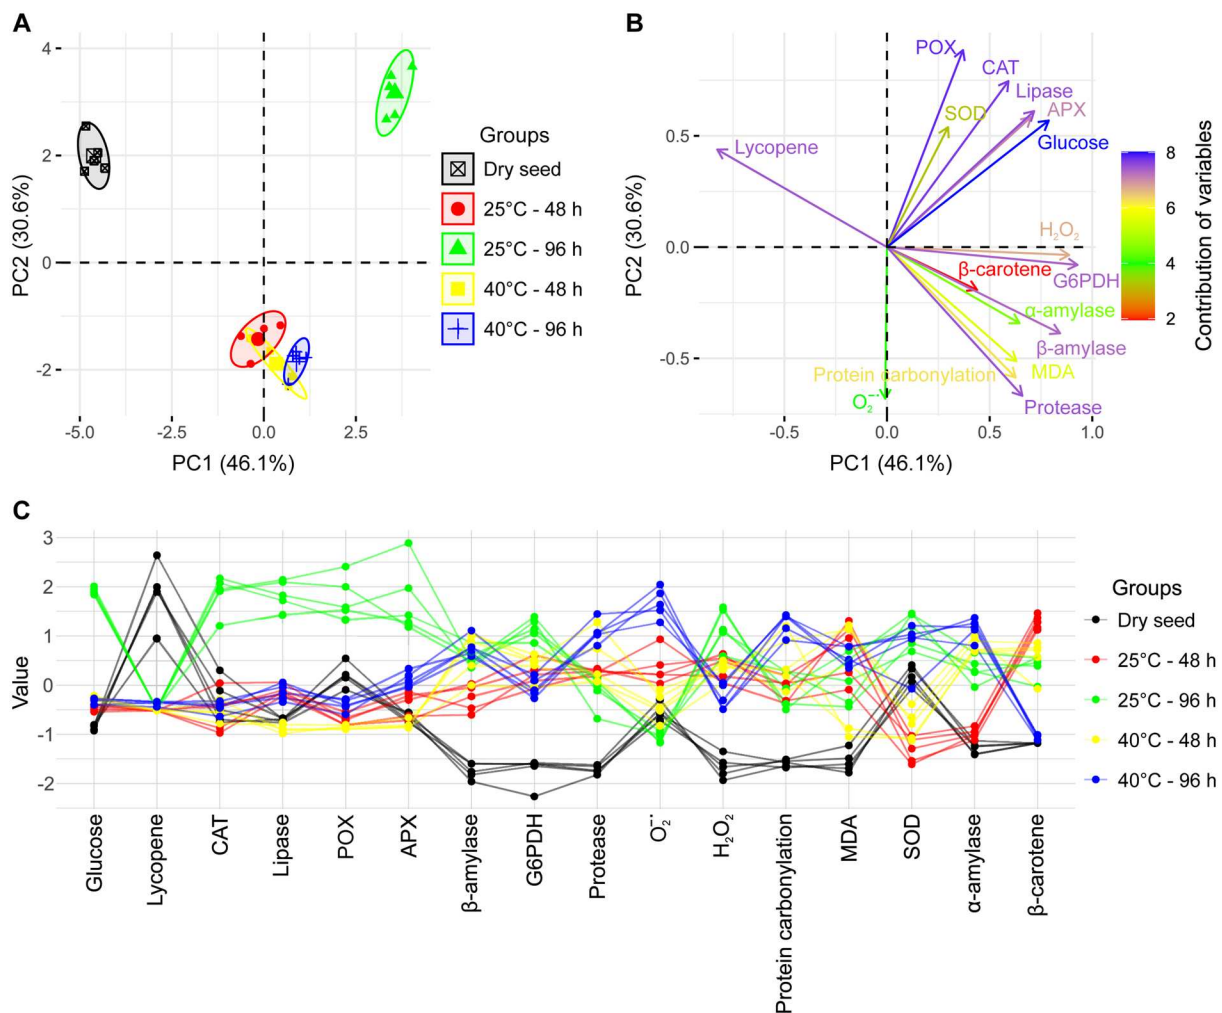 A
4
2
0
-2
-5.0
-2.5
0.0
2.5
PC1 (46.1%)
PC2 (30.6%)
Groups
Dry seed
25°C - 48 h
25°C - 96 h
40°C - 48 h
40°C - 96 h
B
POX
CAT
Lipase
SOD
APX
Glucose
Lycopene
H₂O₂
β-carotene
G6PDH
α-amylase
β-amylase
Protein carbonylation
MDA
O₂⁻·
Protease
0.5
0.0
-0.5
-0.5
0.0
0.5
1.0
PC1 (46.1%)
PC2 (30.6%)
8
6
4
2
Contribution of variables
C
3
2
1
0
-1
-2
Value
Glucose
Lycopene
CAT
Lipase
POX
APX
β-amylase
G6PDH
Protease
O₂⁻·
H₂O₂
Protein carbonylation
MDA
SOD
α-amylase
β-carotene
Groups
Dry seed
25°C - 48 h
25°C - 96 h
40°C - 48 h
40°C - 96 h